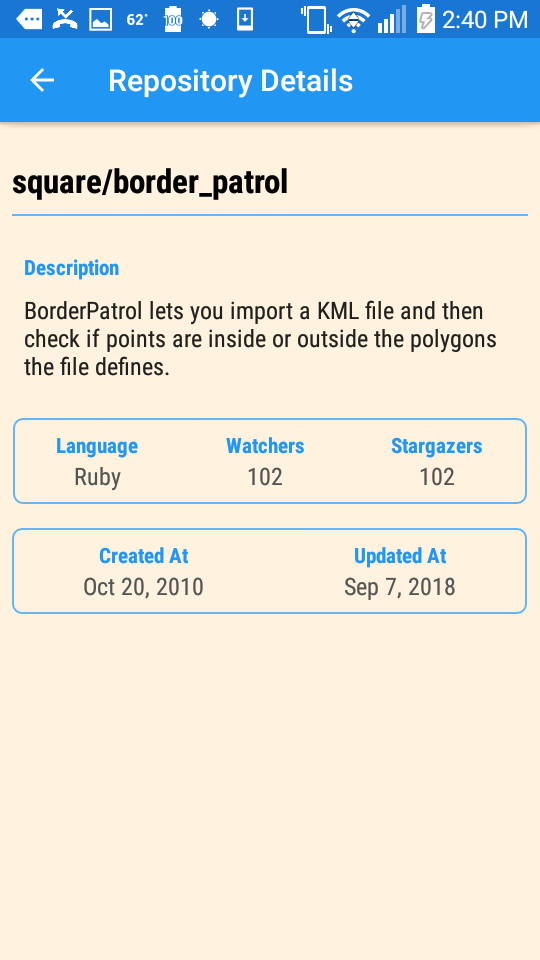 62°
100
2:40 PM
Repository Details
square/border_patrol
Description
BorderPatrol lets you import a KML file and then
check if points are inside or outside the polygons
the file defines.
Language Watchers Stargazers
Ruby 102 102
Created At Updated At
Oct 20, 2010 Sep 7, 2018